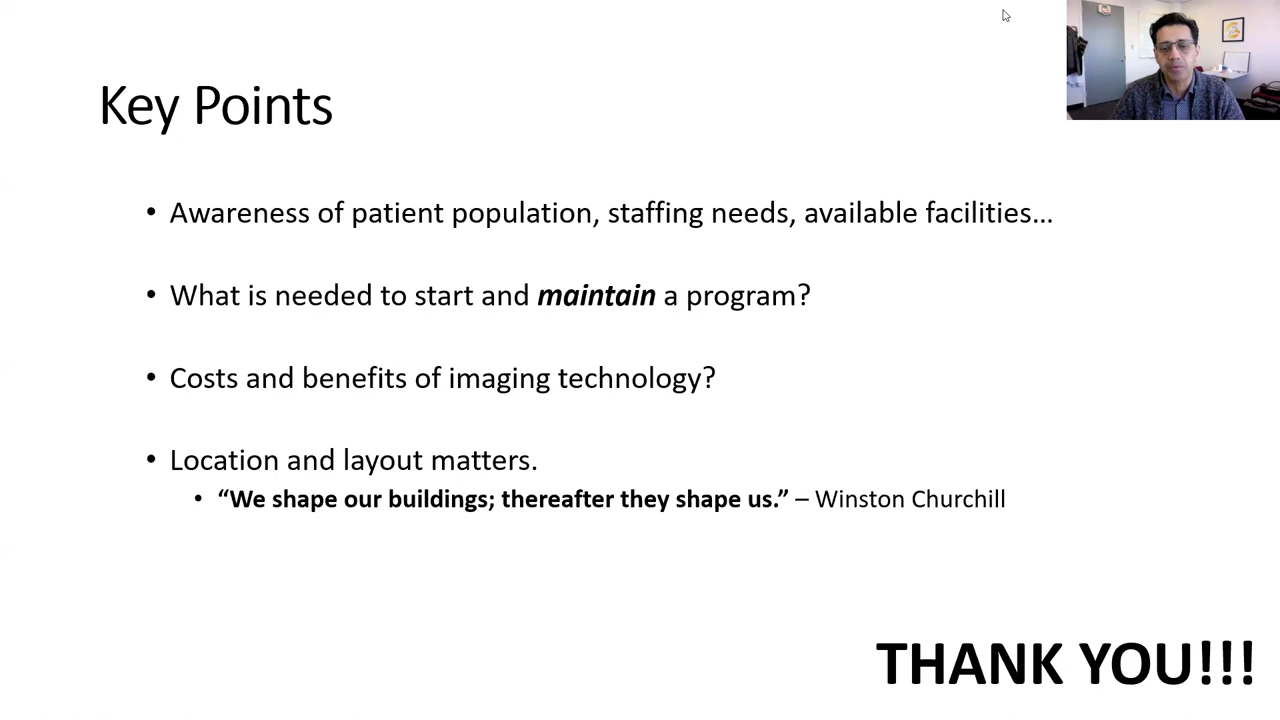 Key Points
• Awareness of patient population, staffing needs, available facilities…
• What is needed to start and maintain a program?
• Costs and benefits of imaging technology?
• Location and layout matters.
• “We shape our buildings; thereafter they shape us.” – Winston Churchill
THANK YOU!!!